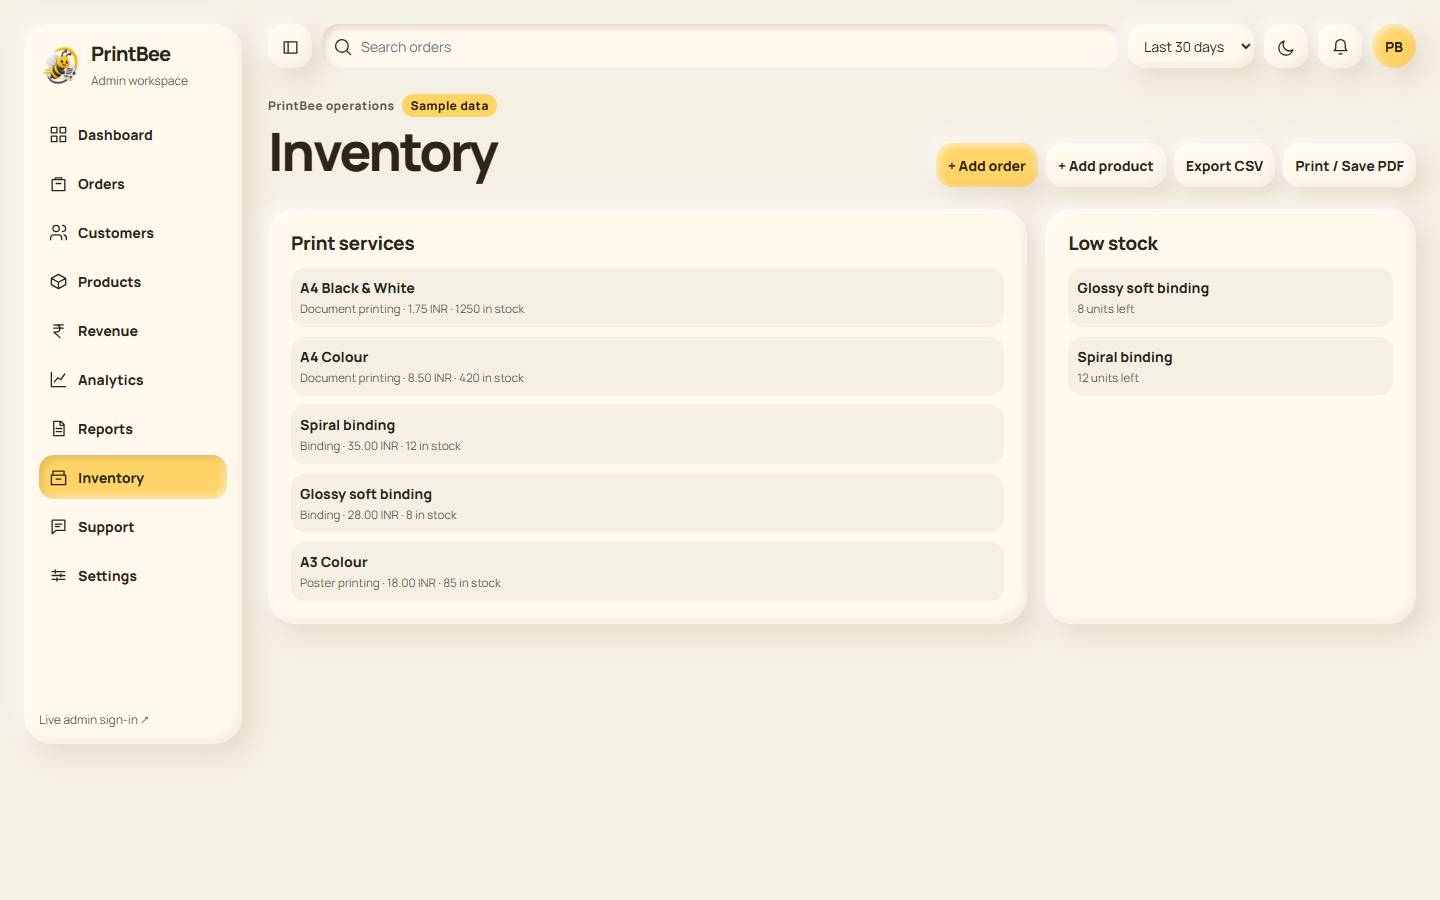 PrintBee
Admin workspace
Dashboard
Orders
Customers
Products
Revenue
Analytics
Reports
Inventory
Support
Settings
Live admin sign-in ↗
Search orders
Last 30 days
PB
PrintBee operations
Sample data
Inventory
+ Add order
+ Add product
Export CSV
Print / Save PDF
Print services
A4 Black & White
Document printing · 1.75 INR · 1250 in stock
A4 Colour
Document printing · 8.50 INR · 420 in stock
Spiral binding
Binding · 35.00 INR · 12 in stock
Glossy soft binding
Binding · 28.00 INR · 8 in stock
A3 Colour
Poster printing · 18.00 INR · 85 in stock
Low stock
Glossy soft binding
8 units left
Spiral binding
12 units left